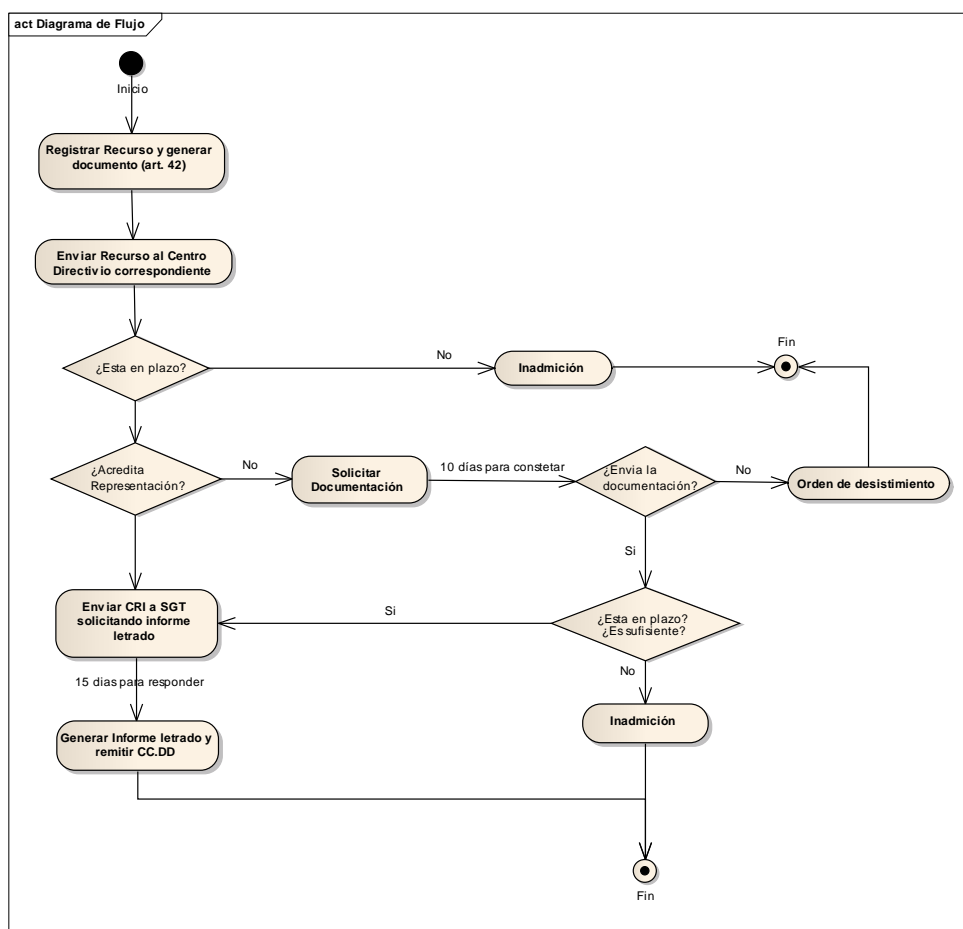 act Diagrama de Flujo
Inicio
Registrar Recurso y generar
documento (art. 42)
Enviar Recurso al Centro
Directivio correspondiente
¿Esta en plazo?
No
Inadmición
Fin
¿Acredita
Representación?
No
Solicitar
Documentación
10 días para constetar
¿Envia la
documentación?
No
Orden de desistimiento
Si
Enviar CRI a SGT
solicitando informe
letrado
Si
¿Esta en plazo?
¿Es sufisiente?
No
15 dias para responder
Inadmición
Generar Informe letrado y
remitir CC.DD
Fin